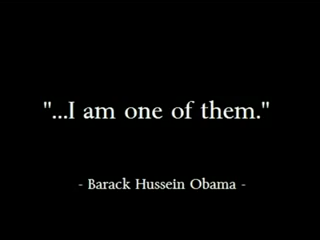 "...I am one of them."
- Barack Hussein Obama -